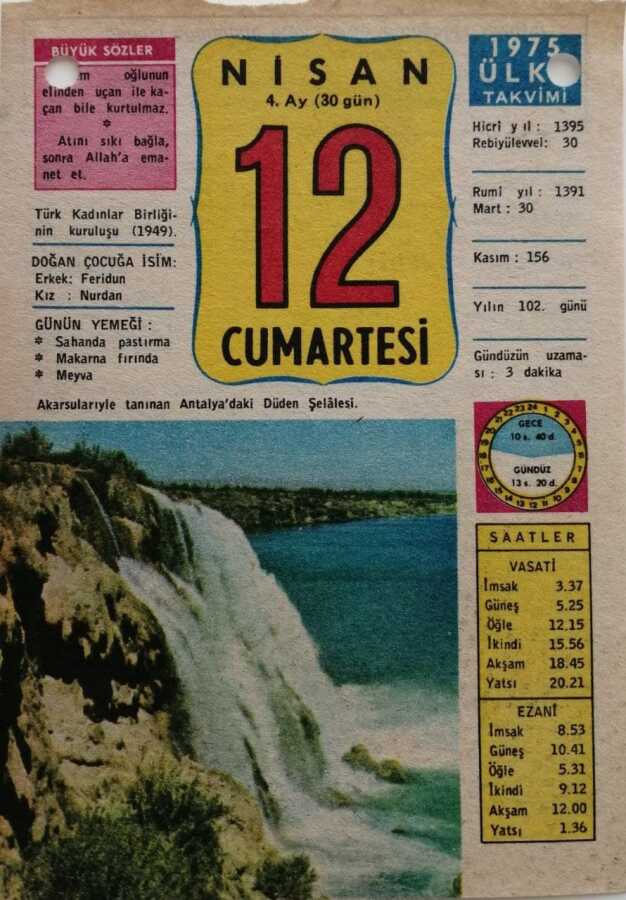 BÜYÜK SÖZLER
oğlunun
elinden uçan ile ka-
çan bile kurtulmaz.
*
Atını sıkı bağla,
sonra Allah'a ema-
net et.
Türk Kadınlar Birliği-
nin kuruluşu (1949).
DOĞAN ÇOCUĞA İSİM:
Erkek: Feridun
Kız : Nurdan
GÜNÜN YEMEĞİ :
* Sahanda pastırma
* Makarna fırında
* Meyva
NİSAN
4. Ay (30 gün)
12
CUMARTESİ
1975
ÜLK
TAKVİMİ
Hicrî yıl : 1395
Rebiyülevvel: 30
Rumî yıl : 1391
Mart : 30
Kasım : 156
Yılın 102. günü
Gündüzün uzama-
sı : 3 dakika
Akarsularıyle tanınan Antalya'daki Düden Şelâlesi.
GECE
10 s. 40 d.
GÜNDÜZ
13 s. 20 d.
SAATLER
VASATİ
İmsak 3.37
Güneş 5.25
Öğle 12.15
İkindi 15.56
Akşam 18.45
Yatsı 20.21
EZANİ
İmsak 8.53
Güneş 10.41
Öğle 5.31
İkindi 9.12
Akşam 12.00
Yatsı 1.36